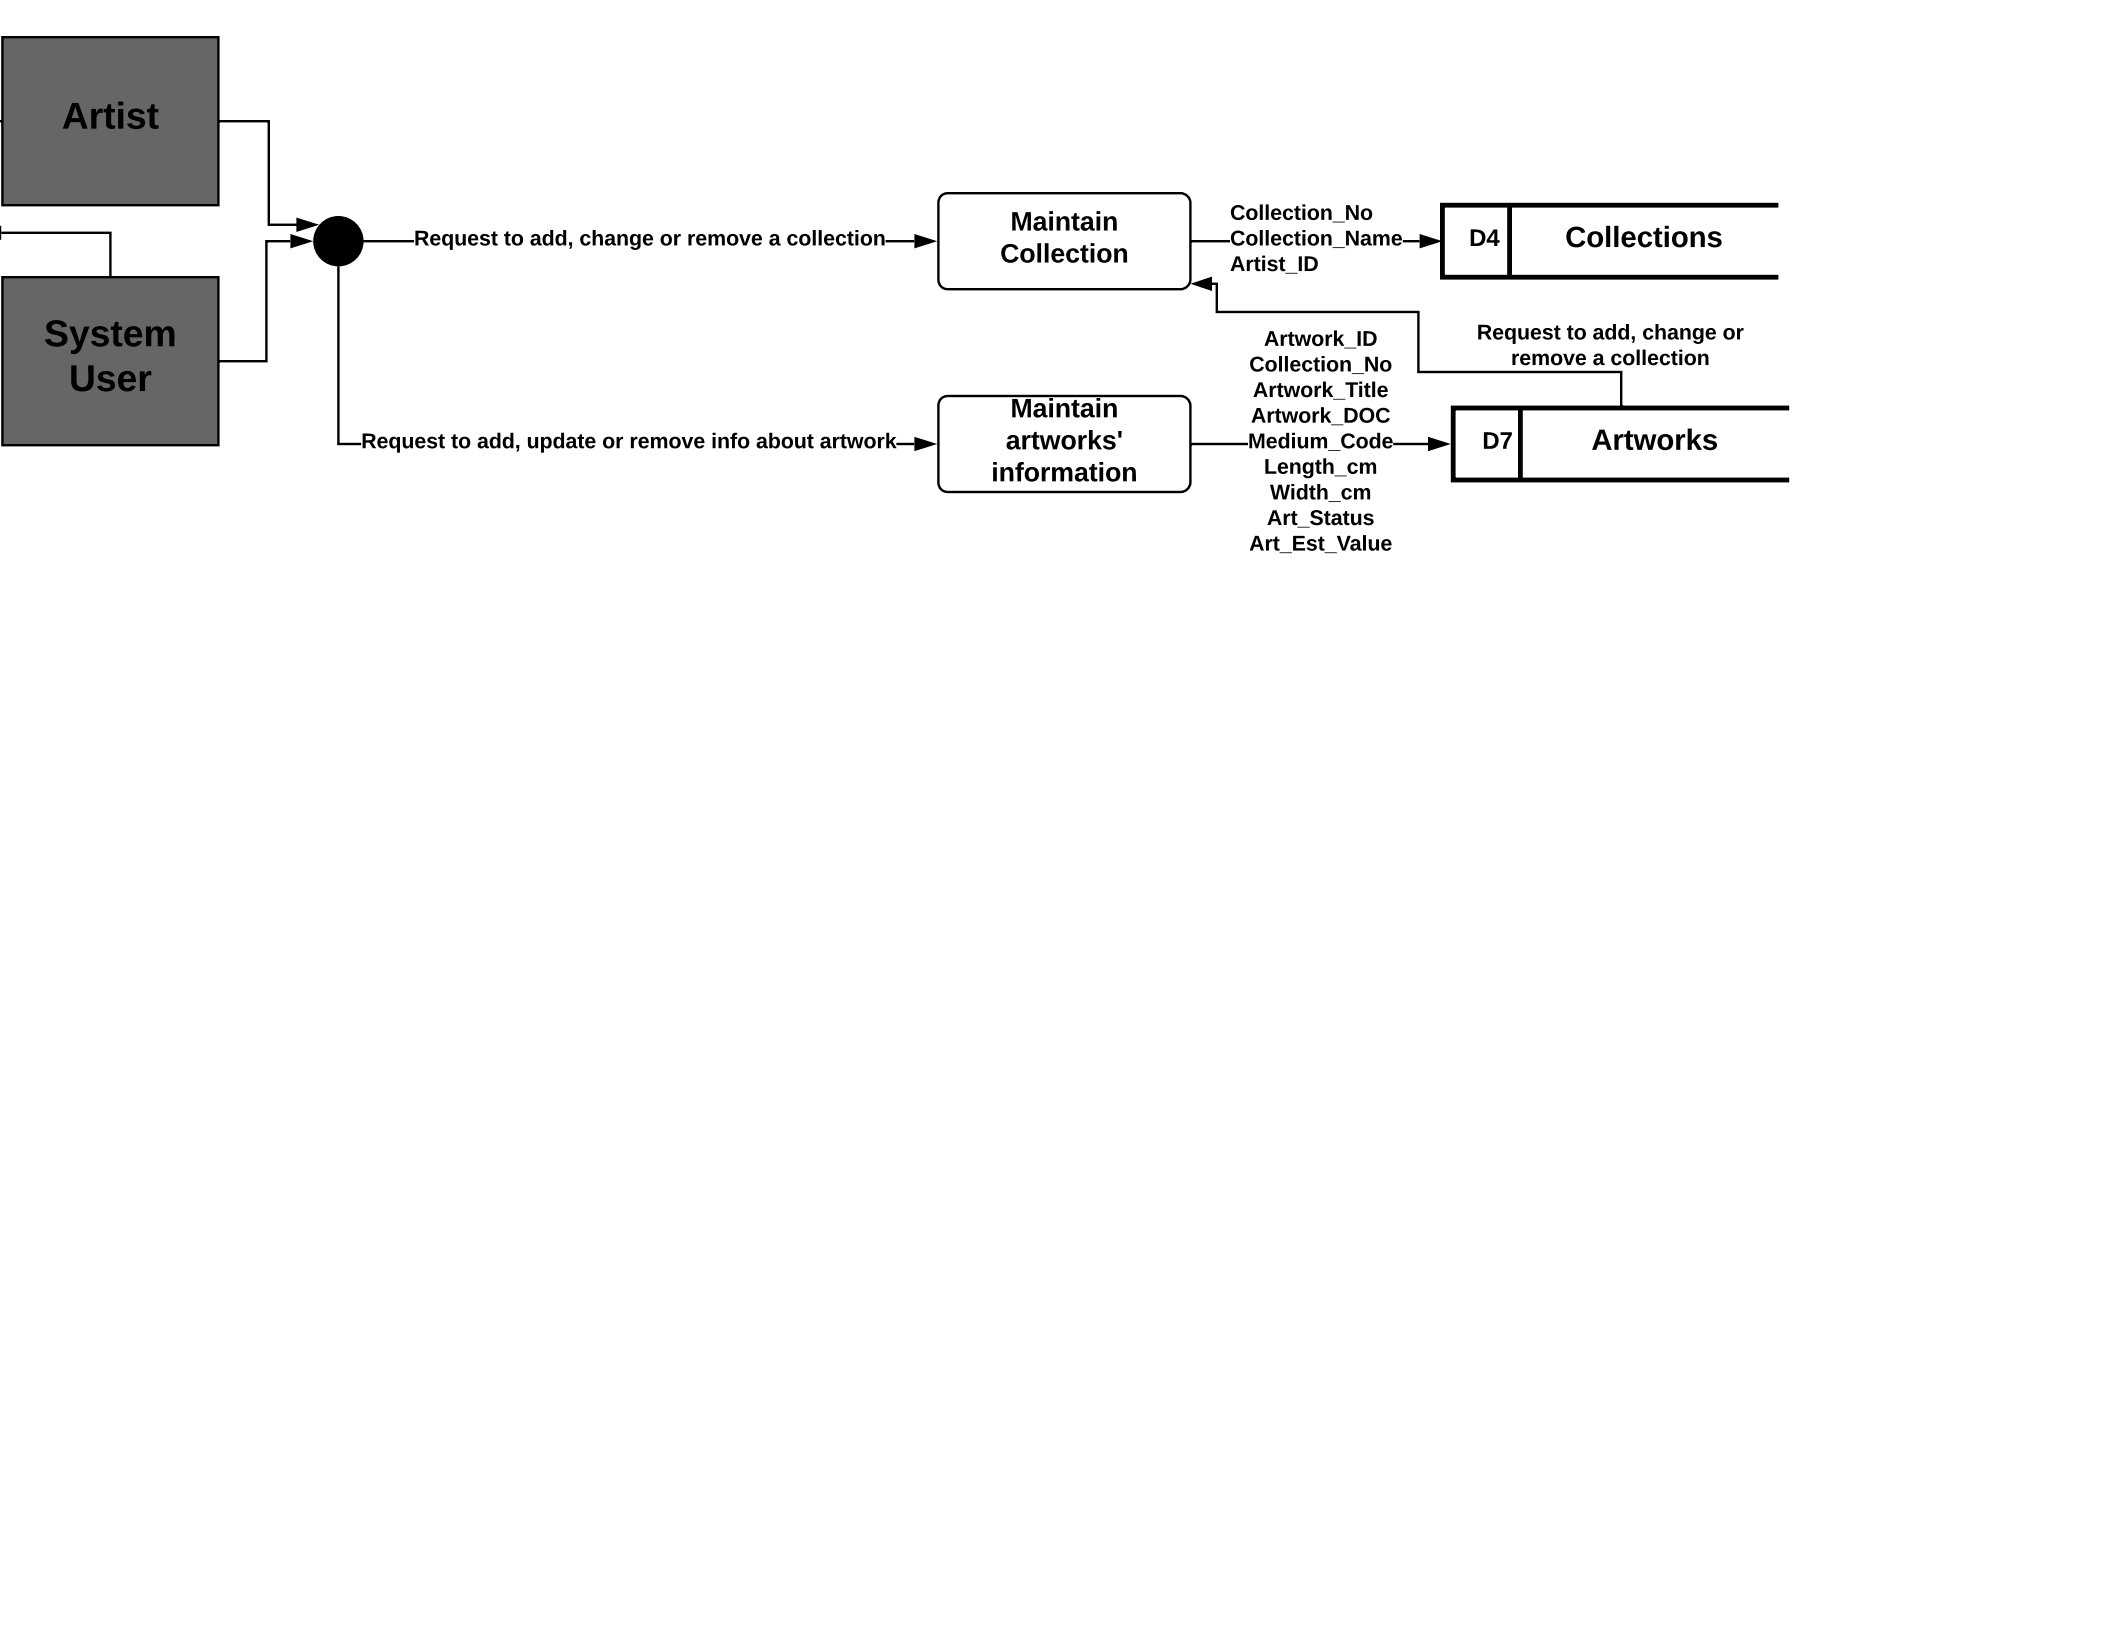 Artist
System
User
Request to add, change or remove a collection
Maintain
Collection
Collection_No
Collection_Name
Artist_ID
D4
Collections
Request to add, change or
remove a collection
Request to add, update or remove info about artwork
Maintain
artworks'
information
Artwork_ID
Collection_No
Artwork_Title
Artwork_DOC
Medium_Code
Length_cm
Width_cm
Art_Status
Art_Est_Value
D7
Artworks